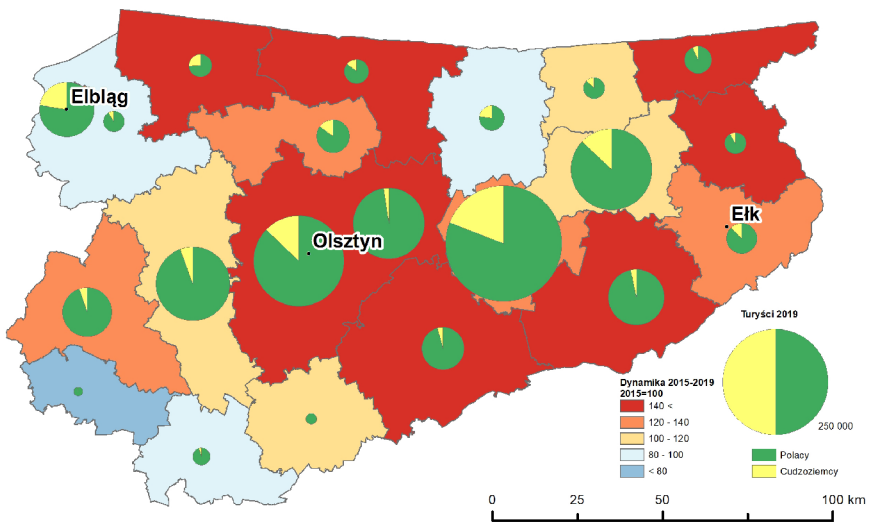 Elbląg
Olsztyn
Ełk
Turyści 2019
250 000
Polacy
Cudzoziemcy
Dynamika 2015-2019
2015=100
140 <
120 - 140
100 - 120
80 - 100
< 80
0 25 50 100 km